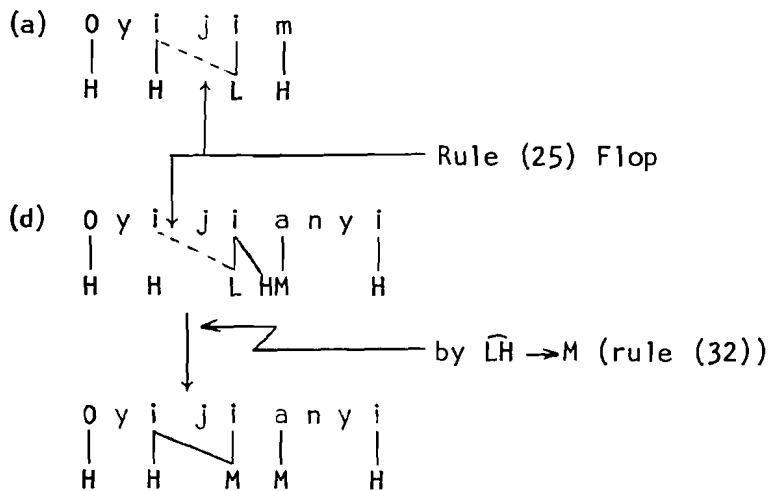 (a) O y i j i m
H H L H
Rule (25) Flop
(d) O y i j i a n y i
H H L HM H
by L͡H → M (rule (32))
O y i j i a n y i
H H M M H